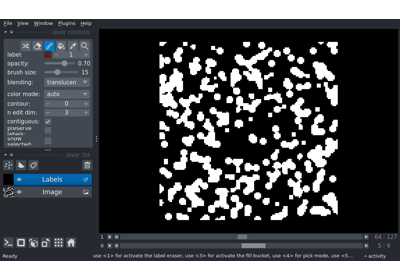 File View Window Plugins Help
layer controls
label: 1
opacity: 0.70
brush size: 15
blending: translucen
color mode: auto
contour: 0
n edit dim: 3
contiguous:
preserve labels:
show selected:
layer list
Labels
Image
1 64 127
0 5 9
Ready use <1> for activate the label eraser, use <3> for activate the fill bucket, use <4> for pick mode, use <5... activity